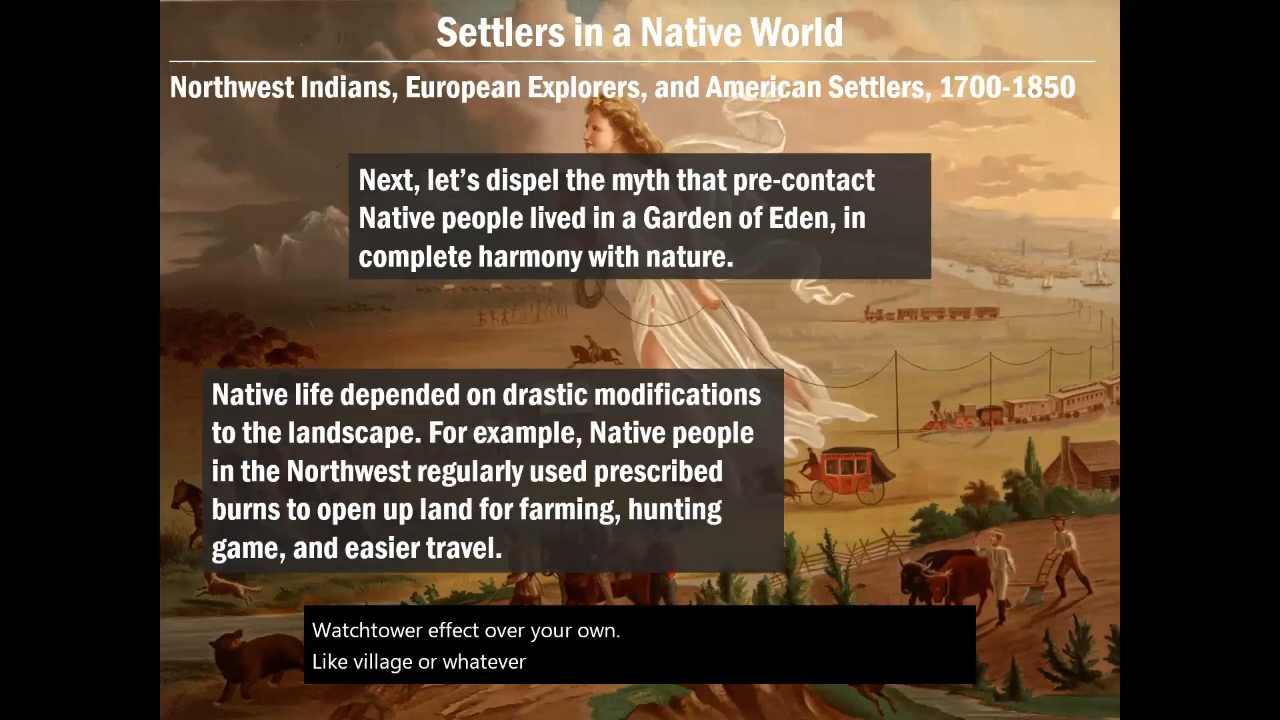 Settlers in a Native World
Northwest Indians, European Explorers, and American Settlers, 1700-1850
Next, let’s dispel the myth that pre-contact
Native people lived in a Garden of Eden, in
complete harmony with nature.
Native life depended on drastic modifications
to the landscape. For example, Native people
in the Northwest regularly used prescribed
burns to open up land for farming, hunting
game, and easier travel.
Watchtower effect over your own.
Like village or whatever